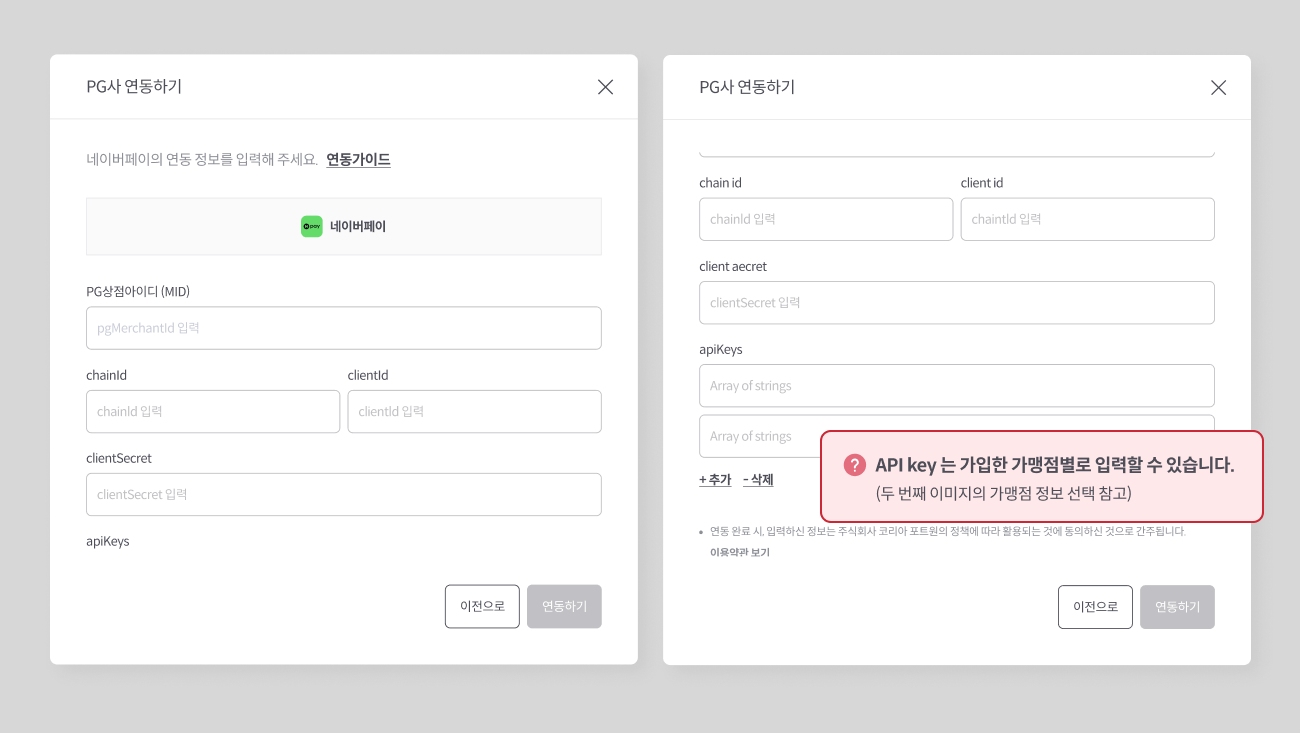 PG사 연동하기
네이버페이의 연동 정보를 입력해 주세요. 연동가이드
pay 네이버페이
PG상점아이디 (MID)
pgMerchantId 입력
chainId clientId
chainId 입력 clientId 입력
clientSecret
clientSecret 입력
apiKeys
이전으로 연동하기
PG사 연동하기
chain id client id
chainId 입력 chaintId 입력
client aecret
clientSecret 입력
apiKeys
Array of strings
Array of strings
+ 추가 - 삭제
? API key 는 가입한 가맹점별로 입력할 수 있습니다.
(두 번째 이미지의 가맹점 정보 선택 참고)
• 연동 완료 시, 입력하신 정보는 주식회사 코리아 포트원의 정책에 따라 활용되는 것에 동의하신 것으로 간주됩니다.
이용약관 보기
이전으로 연동하기